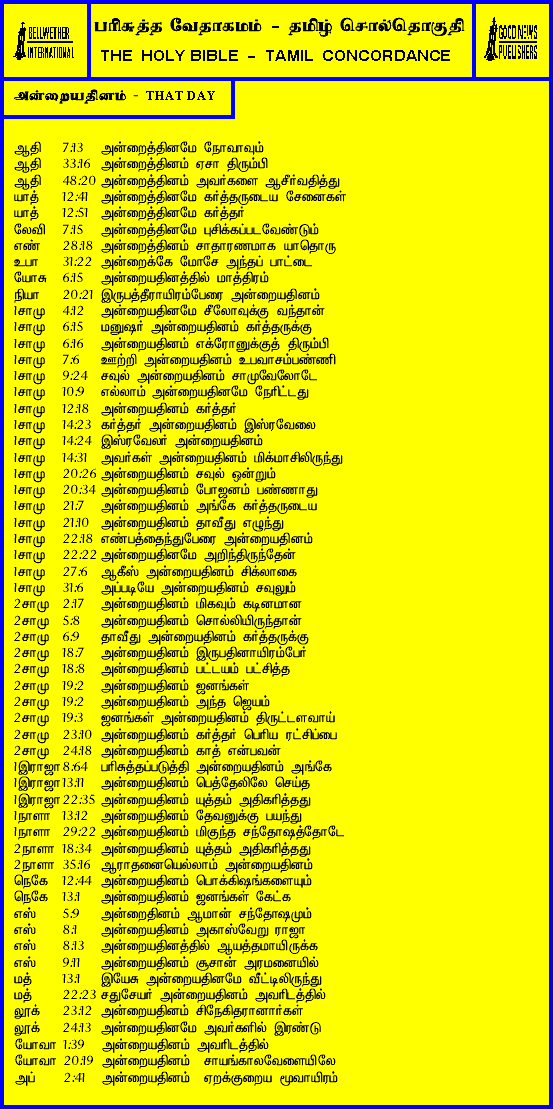 BELLWETHER INTERNATIONAL
பரிசுத்த வேதாகமம் - தமிழ் சொல்தொகுதி
THE HOLY BIBLE - TAMIL CONCORDANCE
GOOD NEWS PUBLISHERS
அன்றையதினம் - THAT DAY
ஆதி 7:13 அன்றைத்தினமே நோவாவும்
ஆதி 33:16 அன்றைத்தினம் ஏசா திரும்பி
ஆதி 48:20 அன்றைத்தினம் அவர்களை ஆசீர்வதித்து
யாத் 12:41 அன்றைத்தினமே கர்த்தருடைய சேனைகள்
யாத் 12:51 அன்றைத்தினமே கர்த்தர்
லேவி 7:15 அன்றைத்தினமே புசிக்கப்படவேண்டும்
எண் 28:18 அன்றைத்தினம் சாதாரணமாக யாதொரு
உபா 31:22 அன்றைக்கே மோசே அந்தப் பாட்டை
யோசு 6:15 அன்றையதினத்தில் மாத்திரம்
நியா 20:21 இருபத்தீராயிரம்பேரை அன்றையதினம்
1சாமு 4:12 அன்றையதினமே சீலோவுக்கு வந்தான்
1சாமு 6:15 மனுஷர் அன்றையதினம் கர்த்தருக்கு
1சாமு 6:16 அன்றையதினம் எக்ரோனுக்குத் திரும்பி
1சாமு 7:6 ஊற்றி அன்றையதினம் உபவாசம்பண்ணி
1சாமு 9:24 சவுல் அன்றையதினம் சாமுவேலோடே
1சாமு 10:9 எல்லாம் அன்றையதினமே நேரிட்டது
1சாமு 12:18 அன்றையதினம் கர்த்தர்
1சாமு 14:23 கர்த்தர் அன்றையதினம் இஸ்ரவேலை
1சாமு 14:24 இஸ்ரவேலர் அன்றையதினம்
1சாமு 14:31 அவர்கள் அன்றையதினம் மிக்மாசிலிருந்து
1சாமு 20:26 அன்றையதினம் சவுல் ஒன்றும்
1சாமு 20:34 அன்றையதினம் போஜனம் பண்ணாது
1சாமு 21:7 அன்றையதினம் அங்கே கர்த்தருடைய
1சாமு 21:10 அன்றையதினம் தாவீது எழுந்து
1சாமு 22:18 எண்பத்தைந்துபேரை அன்றையதினம்
1சாமு 22:22 அன்றையதினமே அறிந்திருந்தேன்
1சாமு 27:6 ஆகீஸ் அன்றையதினம் சிக்லாகை
1சாமு 31:6 அப்படியே அன்றையதினம் சவுலும்
2சாமு 2:17 அன்றையதினம் மிகவும் கடினமான
2சாமு 5:8 அன்றையதினம் சொல்லியிருந்தான்
2சாமு 6:9 தாவீது அன்றையதினம் கர்த்தருக்கு
2சாமு 18:7 அன்றையதினம் இருபதினாயிரம்பேர்
2சாமு 18:8 அன்றையதினம் பட்டயம் பட்சித்த
2சாமு 19:2 அன்றையதினம் ஜனங்கள்
2சாமு 19:2 அன்றையதினம் அந்த ஜெயம்
2சாமு 19:3 ஜனங்கள் அன்றையதினம் திருட்டளவாய்
2சாமு 23:10 அன்றையதினம் கர்த்தர் பெரிய ரட்சிப்பை
2சாமு 24:18 அன்றையதினம் காத் என்பவன்
1இராஜா 8:64 பரிசுத்தப்படுத்தி அன்றையதினம் அங்கே
1இராஜா 13:11 அன்றையதினம் பெத்தேலிலே செய்த
1இராஜா 22:35 அன்றையதினம் யுத்தம் அதிகரித்தது
1நாளா 13:12 அன்றையதினம் தேவனுக்கு பயந்து
1நாளா 29:22 அன்றையதினம் மிகுந்த சந்தோஷத்தோடே
2நாளா 18:34 அன்றையதினம் யுத்தம் அதிகரித்தது
2நாளா 35:16 ஆராதனையெல்லாம் அன்றையதினம்
நெகே 12:44 அன்றையதினம் பொக்கிஷங்களையும்
நெகே 13:1 அன்றையதினம் ஜனங்கள் கேட்க
எஸ் 5:9 அன்றைதினம் ஆமான் சந்தோஷமும்
எஸ் 8:1 அன்றையதினம் அகாஸ்வேறு ராஜா
எஸ் 8:13 அன்றையதினத்தில் ஆயத்தமாயிருக்க
எஸ் 9:11 அன்றையதினம் சூசான் அரமனையில்
மத் 13:1 இயேசு அன்றையதினமே வீட்டிலிருந்து
மத் 22:23 சதுசேயர் அன்றையதினம் அவரிடத்தில்
லூக் 23:12 அன்றையதினம் சிநேகிதரானார்கள்
லூக் 24:13 அன்றையதினமே அவர்களில் இரண்டு
யோவா 1:39 அன்றையதினம் அவரிடத்தில்
யோவா 20:19 அன்றையதினம் சாயங்காலவேளையிலே
அப் 2:41 அன்றையதினம் ஏறக்குறைய மூவாயிரம்